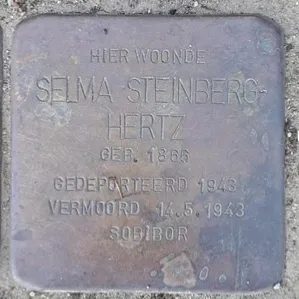 HIER WOONDE
SELMA STEINBERG-
HERTZ
GEB. 1866
GEDEPORTEERD 1943
VERMOORD 14.5.1943
SOBIBOR